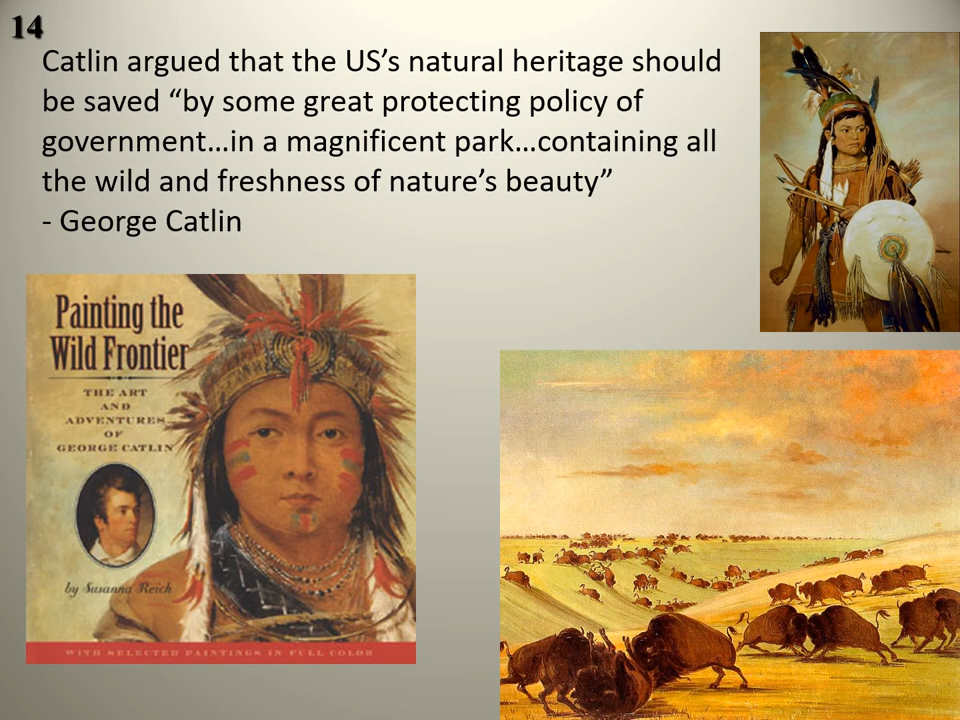 14
Catlin argued that the US’s natural heritage should
be saved “by some great protecting policy of
government…in a magnificent park…containing all
the wild and freshness of nature’s beauty”
- George Catlin
Painting the
Wild Frontier
THE ART
AND
ADVENTURES
OF
GEORGE CATLIN
by Susanna Reich
WITH SELECTED PAINTINGS IN FULL COLOR